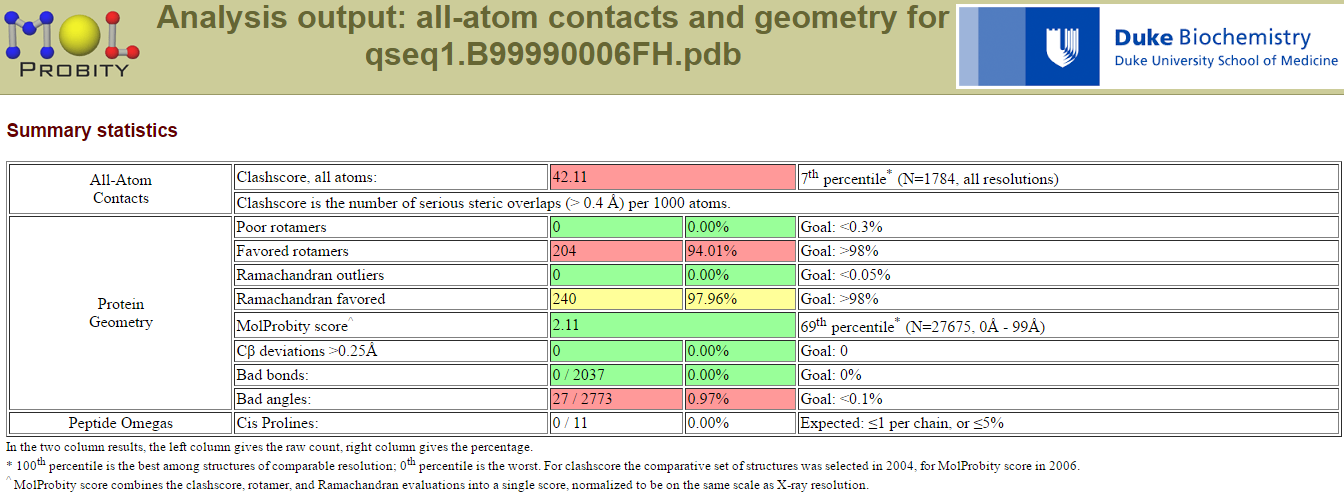 MOL
PROBITY
Analysis output: all-atom contacts and geometry for
qseq1.B99990006FH.pdb
Duke Biochemistry
Duke University School of Medicine
Summary statistics
All-Atom
Contacts
Clashscore, all atoms: 42.11 7th percentile* (N=1784, all resolutions)
Clashscore is the number of serious steric overlaps (> 0.4 Å) per 1000 atoms.
Protein
Geometry
Poor rotamers 0 0.00% Goal: <0.3%
Favored rotamers 204 94.01% Goal: >98%
Ramachandran outliers 0 0.00% Goal: <0.05%
Ramachandran favored 240 97.96% Goal: >98%
MolProbity score^ 2.11 69th percentile* (N=27675, 0Å - 99Å)
Cβ deviations >0.25Å 0 0.00% Goal: 0
Bad bonds: 0 / 2037 0.00% Goal: 0%
Bad angles: 27 / 2773 0.97% Goal: <0.1%
Peptide Omegas Cis Prolines: 0 / 11 0.00% Expected: ≤1 per chain, or ≤5%
In the two column results, the left column gives the raw count, right column gives the percentage.
* 100th percentile is the best among structures of comparable resolution; 0th percentile is the worst. For clashscore the comparative set of structures was selected in 2004, for MolProbity score in 2006.
^ MolProbity score combines the clashscore, rotamer, and Ramachandran evaluations into a single score, normalized to be on the same scale as X-ray resolution.